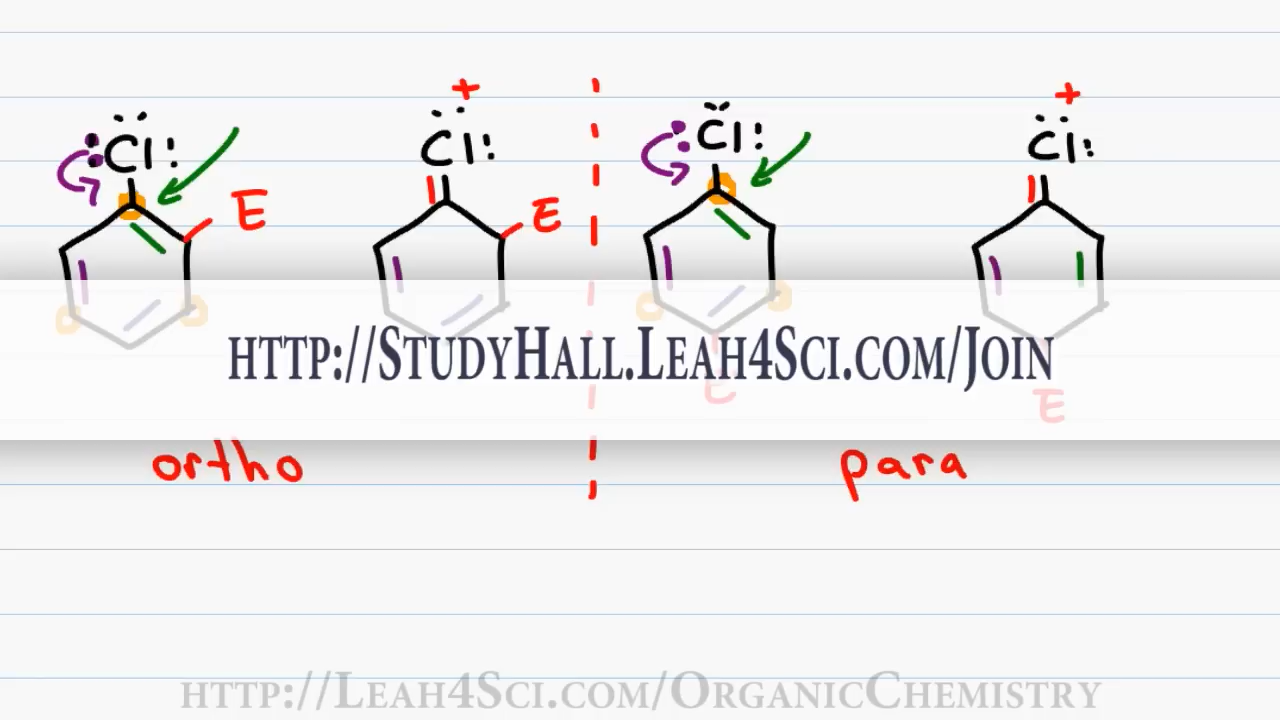 + +
:Cl: Cl: :Cl: Cl:
E E
HTTP://STUDYHALL.LEAH4SCI.COM/JOIN
E E
ortho para
HTTP://LEAH4SCI.COM/ORGANICCHEMISTRY